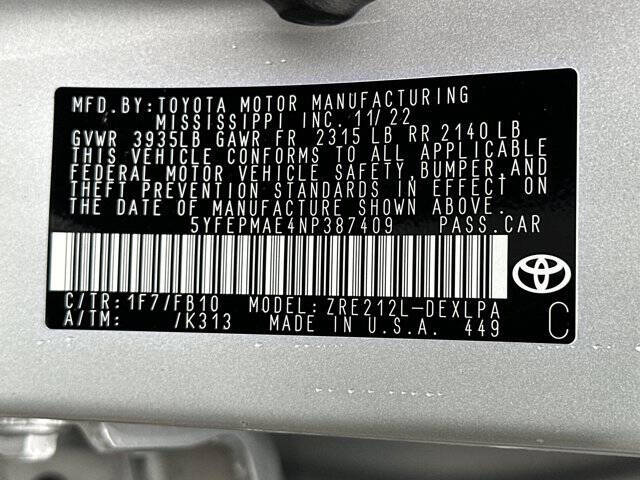 MFD.BY:TOYOTA MOTOR MANUFACTURING
MISSISSIPPI INC. 11/22
GVWR 3935LB GAWR FR 2315 LB RR 2140 LB
THIS VEHICLE CONFORMS TO ALL APPLICABLE
FEDERAL MOTOR VEHICLE SAFETY,BUMPER,AND
THEFT PREVENTION STANDARDS IN EFFECT ON
THE DATE OF MANUFACTURE SHOWN ABOVE.
5YFEPMAE4NP387409 PASS.CAR
C/TR:1F7/FB10 MODEL:ZRE212L-DEXLPA
A/TM: /K313 MADE IN U.S.A. 449 C